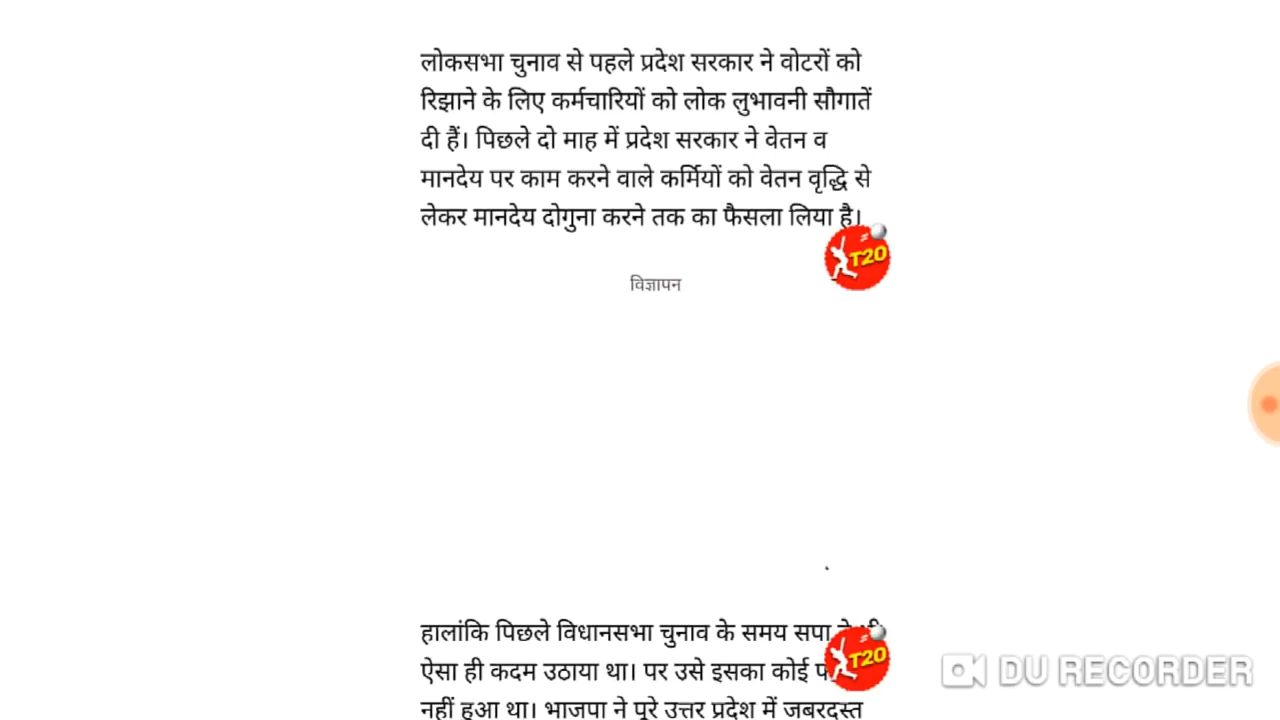 लोकसभा चुनाव से पहले प्रदेश सरकार ने वोटरों को
रिझाने के लिए कर्मचारियों को लोक लुभावनी सौगातें
दी हैं। पिछले दो माह में प्रदेश सरकार ने वेतन व
मानदेय पर काम करने वाले कर्मियों को वेतन वृद्धि से
लेकर मानदेय दोगुना करने तक का फैसला लिया है।
T20
विज्ञापन
हालांकि पिछले विधानसभा चुनाव के समय सपा
ऐसा ही कदम उठाया था। पर उसे इसका कोई
T20
नहीं हुआ था। भाजपा ने पूरे उत्तर प्रदेश में जबरदस्त
DU RECORDER